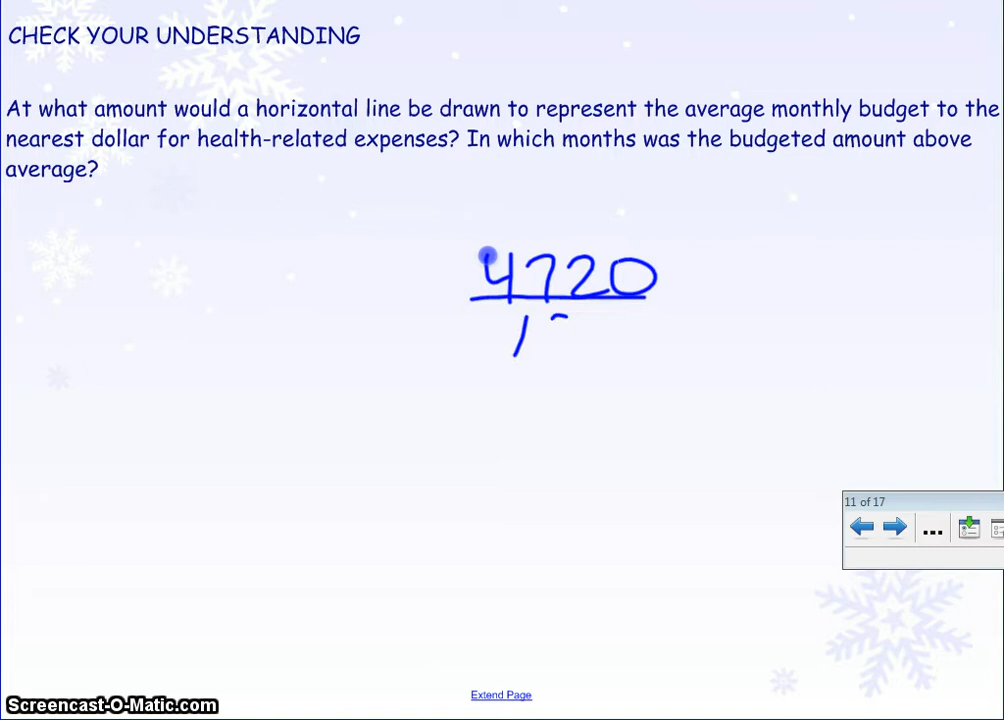 CHECK YOUR UNDERSTANDING
At what amount would a horizontal line be drawn to represent the average monthly budget to the
nearest dollar for health-related expenses? In which months was the budgeted amount above
average?
4720
1
11 of 17
...
Extend Page
Screencast-O-Matic.com